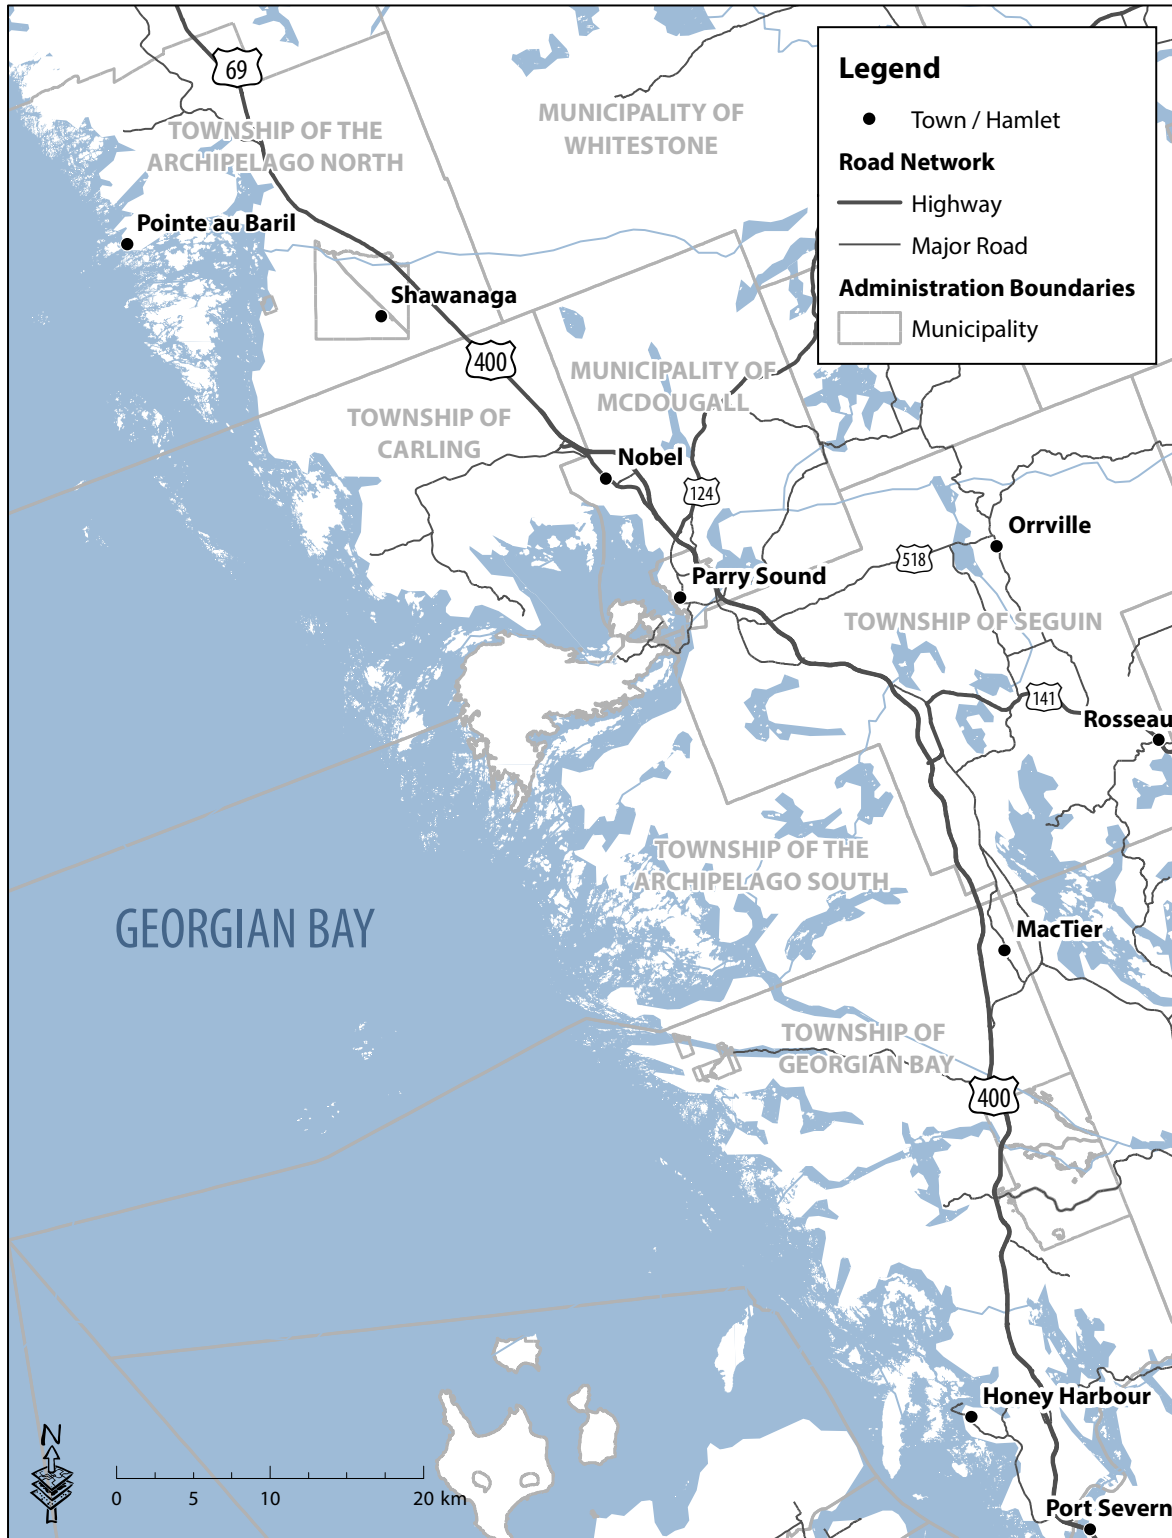 69
Legend
Town / Hamlet
Road Network
Highway
Major Road
Administration Boundaries
Municipality
MUNICIPALITY OF
WHITESTONE
TOWNSHIP OF THE
ARCHIPELAGO NORTH
Pointe au Baril
Shawanaga
400
MUNICIPALITY OF
MCDOUGALL
TOWNSHIP OF
CARLING
Nobel
124
Orrville
518
Parry Sound
TOWNSHIP OF SEGUIN
141
Rosseau
TOWNSHIP OF THE
ARCHIPELAGO SOUTH
GEORGIAN BAY
MacTier
TOWNSHIP OF
GEORGIAN BAY
400
Honey Harbour
N
0 5 10 20 km
Port Severn